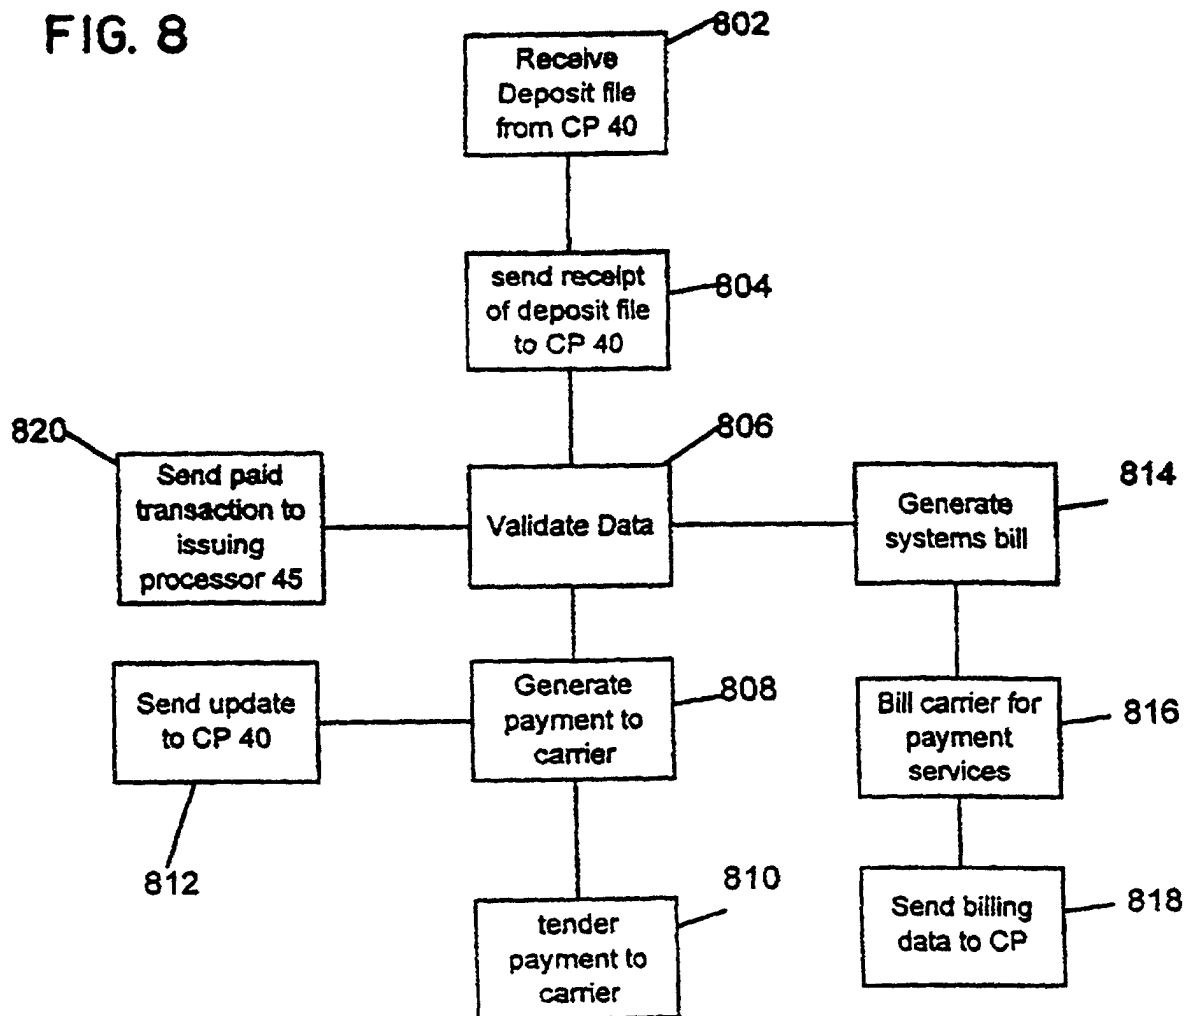 FIG. 8
802
Receive
Deposit file
from CP 40
send receipt
of deposit file
to CP 40
804
820
Send paid
transaction to
issuing
processor 45
806
Validate Data
814
Generate
systems bill
Send update
to CP 40
812
Generate
payment to
carrier
808
Bill carrier for
payment
services
816
tender
payment to
carrier
810
Send billing
data to CP
818